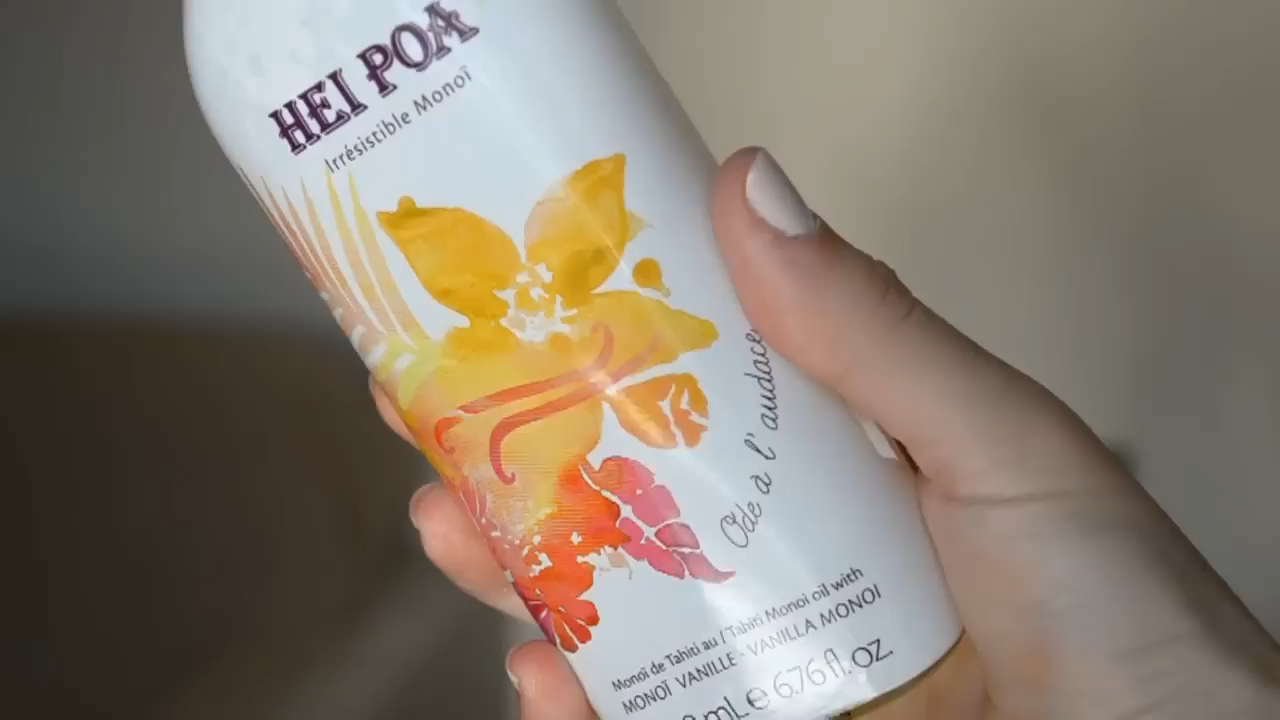 HEI POA
Irrésistible Monoï
Ode à l'audace
Monoï de Tahiti au / Tahiti Monoi oil with
MONOÏ VANILLE - VANILLA MONOI
mL e 6.76 fl. oz